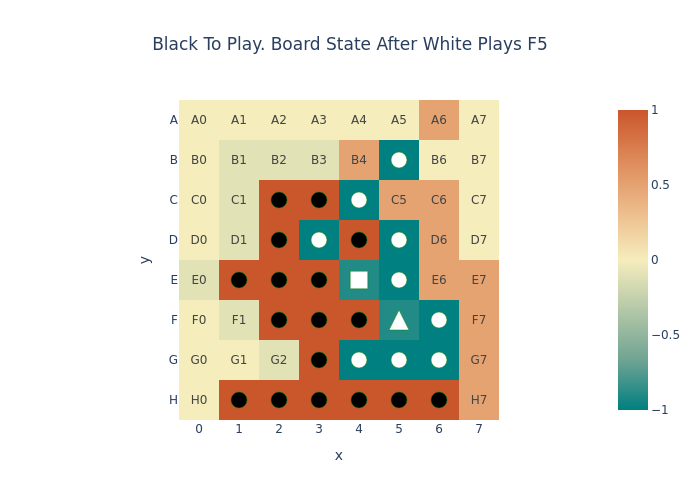 Black To Play. Board State After White Plays F5
A A0 A1 A2 A3 A4 A5 A6 A7
B B0 B1 B2 B3 B4 B6 B7
C C0 C1 C5 C6 C7
D D0 D1 D6 D7
E E0 E6 E7
F F0 F1 F7
G G0 G1 G2 G7
H H0 H7
0 1 2 3 4 5 6 7
x
y
1
0.5
0
−0.5
−1